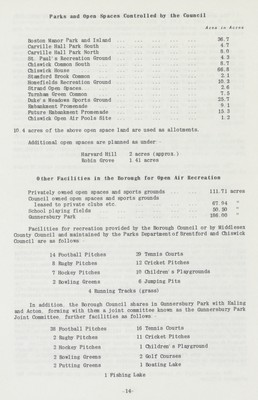 Parks and Open Spaces Controlled by the Council
Area in Acres
Boston Manor Park and Island ... 36.7
Carville Hall Park South ... 4.7
Carville Hall Park North ... 8.0
St. Paul's Recreation Ground ... 4.3
Chiswick Common South ... 8.7
Chiswick House ... 66.8
Stamford Brook Common ... 2.1
Homefields Recreation Ground ... 10.3
Strand Open Spaces ... 2.6
Turnham Green Common ... 7.5
Duke's Meadows Sports Ground ... 
Embankment Promenade ... 9.1
Future Embankment Promenade ... 15.3
Chiswick Open Air Pools Site ... 1.2
10.4 acres of the above open land are used as allotments.
Additional open spaces are planned as under
Harvard Hill 2 acres (approx.)
Robin Grove 1.41 acres
Other Facilities in the Borough for Open Air Recreation
Privately owned open spaces and sports grounds ... 111.71 acres
Council owned open spaces and sports grounds
leased to private clubs etc. ... 67.04 "
School playing fields ... 50.50 "
Gunnersbury Park ... 186.00 "
Facilities for recreation provided by the Borough Council or by Middlesex
County Council and maintained by the Parks Department of Brentford and Chiswick
Council are as follows
14 Football Pitches 29 Tennis Courts
8 Rugby Pitches 12 Cricket Pitches
7 Hockey Pitches 10 Children's Playgrounds
2 Bowling Greens 6 Jumping Pits
4 Running Tracks (grass)
In addition, the Borough Council shares in Gunnersbury Park with Ealing
and Acton, forming with them a joint committee known as the Gunnersbury Park
Joint Committee, further facilities as follows
38 Football Pitches 16 Tennis Courts
2 Rugby Pitches 11 Cricket Pitches
2 Hockey Pitches 1 Children's Playground
2 Bowling Greens 2 Golf Courses
2 Putting Greens 1 Boating Lake
1 Fishing Lake
-14-